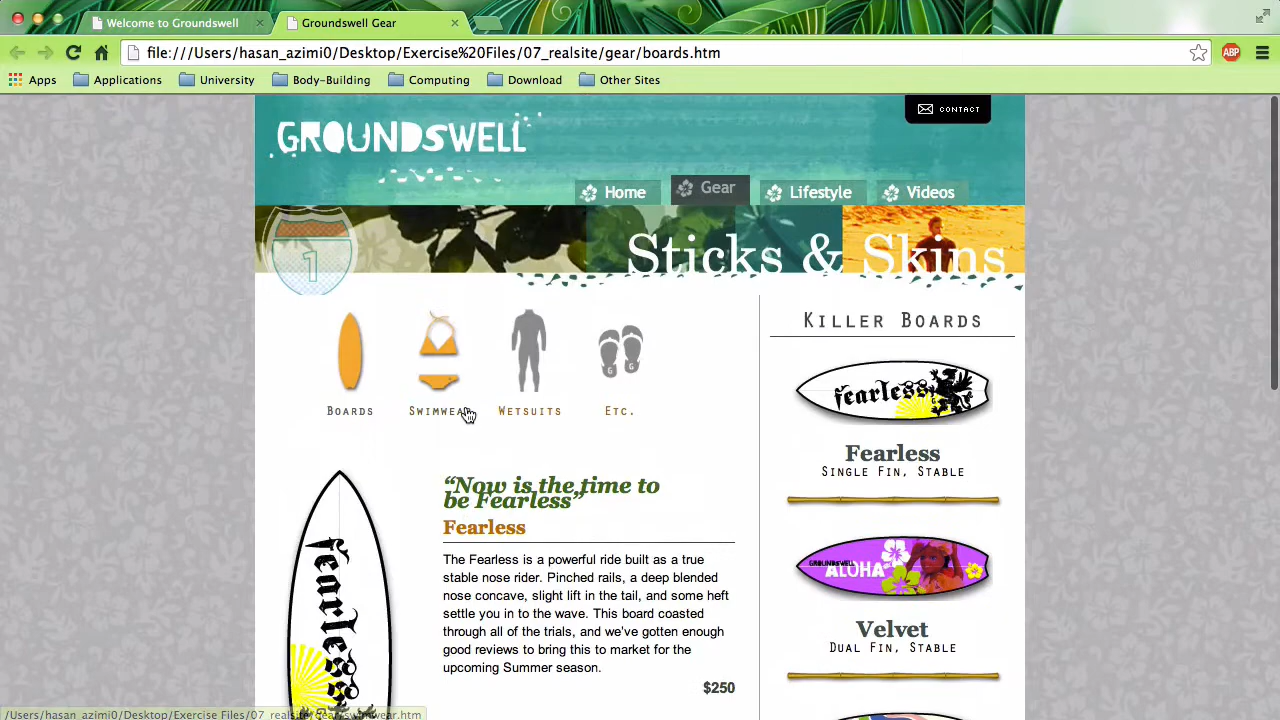 Welcome to Groundswell
Groundswell Gear
file:///Users/hasan_azimi0/Desktop/Exercise%20Files/07_realsite/gear/boards.htm
ABP
Apps
Applications
University
Body-Building
Computing
Download
Other Sites
CONTACT
GROUNDSWELL
Home
Gear
Lifestyle
Videos
1
Sticks & Skins
BOARDS
SWIMWEAR
WETSUITS
ETC.
“Now is the time to
be Fearless”
Fearless
The Fearless is a powerful ride built as a true
stable nose rider. Pinched rails, a deep blended
nose concave, slight lift in the tail, and some heft
settle you in to the wave. This board coasted
through all of the trials, and we've gotten enough
good reviews to bring this to market for the
upcoming Summer season.
$250
fearless
KILLER BOARDS
fearless
Fearless
SINGLE FIN, STABLE
GROUNDSWELL
ALOHA
Velvet
DUAL FIN, STABLE
/Users/hasan_azimi0/Desktop/Exercise Files/07_realsite/gear/swimwear.htm